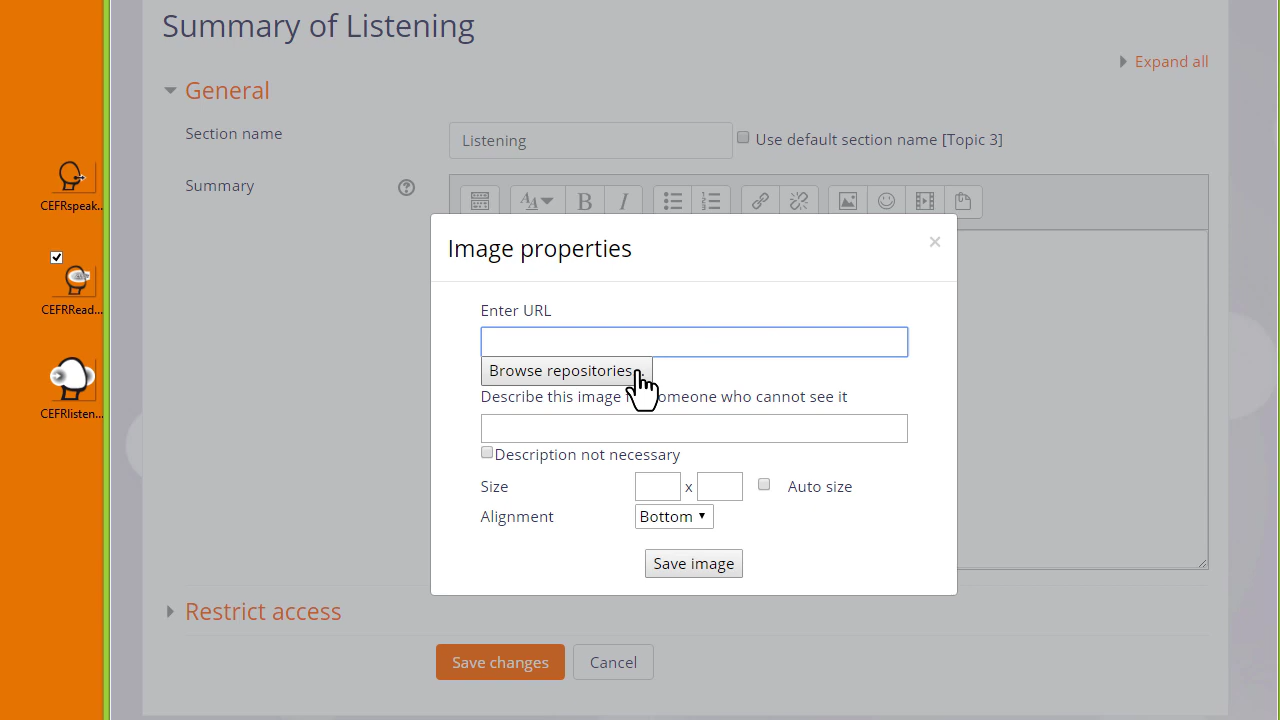 Summary of Listening
Expand all
General
Section name
Listening
Use default section name [Topic 3]
Summary
CEFRspeak...
CEFRRead...
CEFRlisten...
Image properties
×
Enter URL
Browse repositories...
Describe this image someone who cannot see it
Description not necessary
Size
x
Auto size
Alignment
Bottom
Save image
Restrict access
Save changes
Cancel